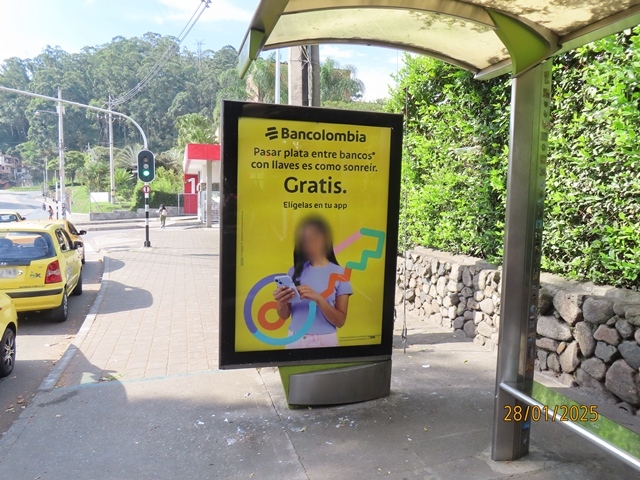 Bancolombia
Pasar plata entre bancos*
con llaves es como sonreír.
Gratis.
Elígelas en tu app
28/01/2025